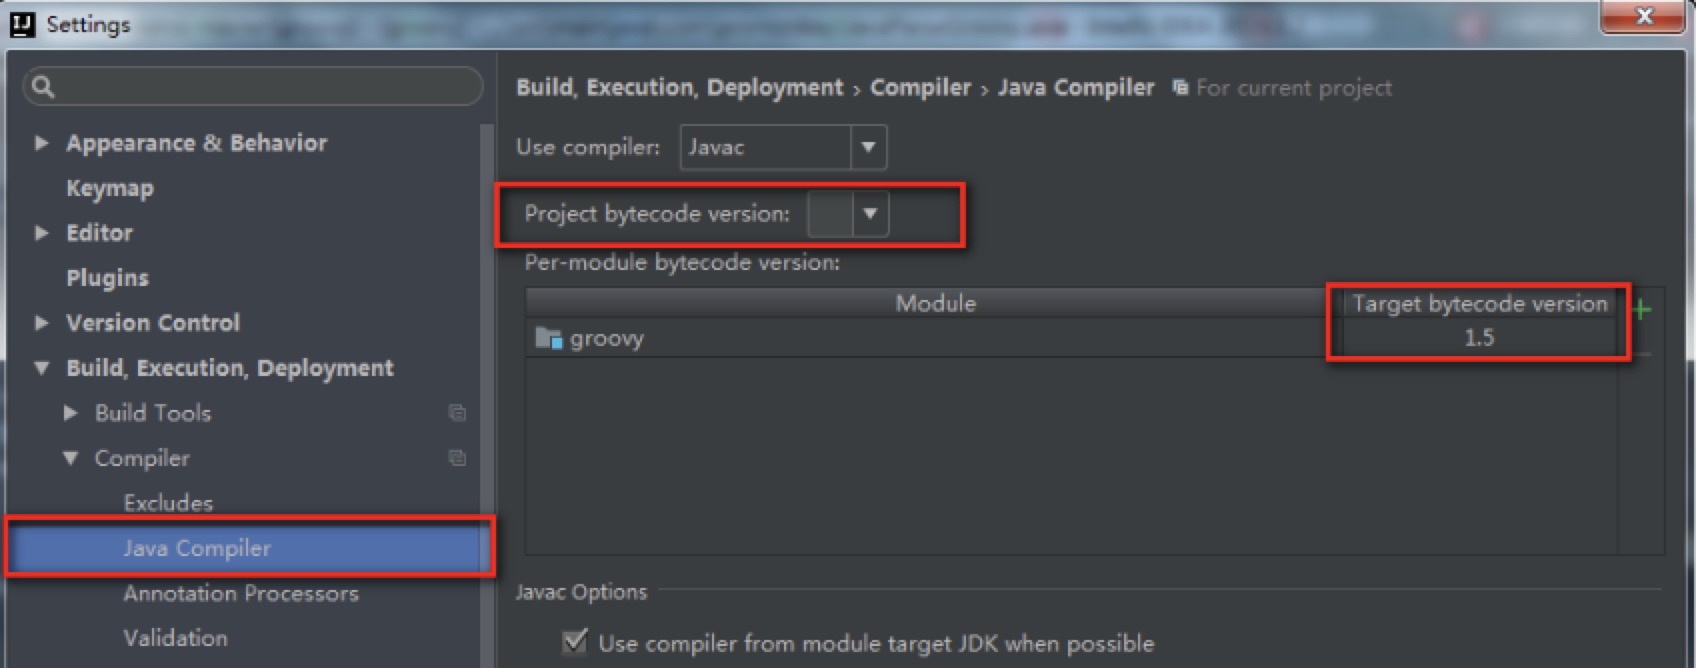 Settings
Build, Execution, Deployment › Compiler › Java Compiler For current project
Appearance & Behavior
Keymap
Editor
Plugins
Version Control
Build, Execution, Deployment
Build Tools
Compiler
Excludes
Java Compiler
Annotation Processors
Validation
Use compiler: Javac
Project bytecode version:
Per-module bytecode version:
Module Target bytecode version
groovy 1.5
Javac Options
Use compiler from module target JDK when possible